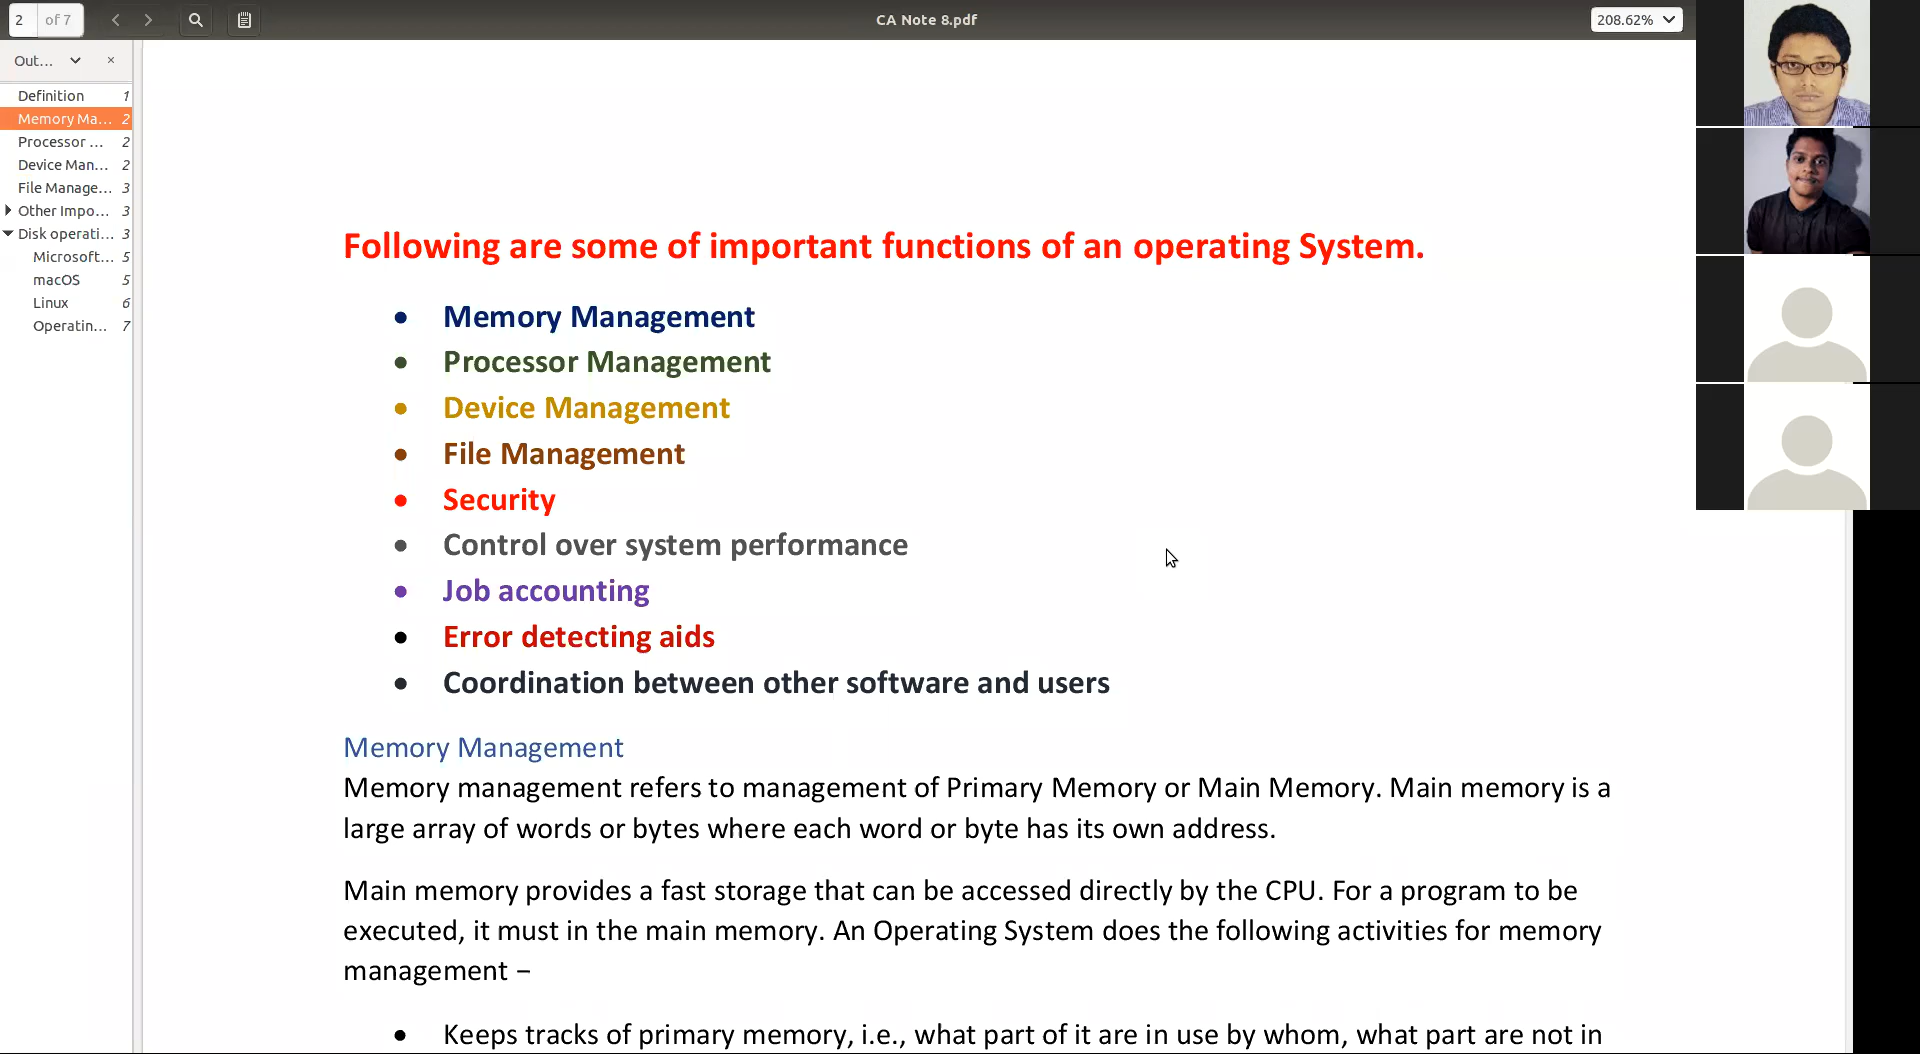 2 of 7
CA Note 8.pdf
208.62%
Out...
Definition 1
Memory Ma... 2
Processor ... 2
Device Man... 2
File Manage... 3
Other Impo... 3
Disk operati... 3
Microsoft... 5
macOS 5
Linux 6
Operatin... 7
Following are some of important functions of an operating System.
• Memory Management
• Processor Management
• Device Management
• File Management
• Security
• Control over system performance
• Job accounting
• Error detecting aids
• Coordination between other software and users
Memory Management
Memory management refers to management of Primary Memory or Main Memory. Main memory is a
large array of words or bytes where each word or byte has its own address.
Main memory provides a fast storage that can be accessed directly by the CPU. For a program to be
executed, it must in the main memory. An Operating System does the following activities for memory
management −
• Keeps tracks of primary memory, i.e., what part of it are in use by whom, what part are not in